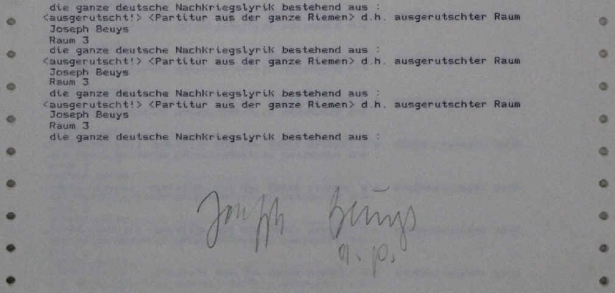 die ganze deutsche Nachkriegslyrik bestehend aus :
<ausgerutscht!> <Partitur aus der ganze Riemen> d.h. ausgerutschter Raum
Joseph Beuys
Raum 3
die ganze deutsche Nachkriegslyrik bestehend aus :
<ausgerutscht!> <Partitur aus der ganze Riemen> d.h. ausgerutschter Raum
Joseph Beuys
Raum 3
die ganze deutsche Nachkriegslyrik bestehend aus :
<ausgerutscht!> <Partitur aus der ganze Riemen> d.h. ausgerutschter Raum
Joseph Beuys
Raum 3
die ganze deutsche Nachkriegslyrik bestehend aus :
Joseph Beuys
a.p.